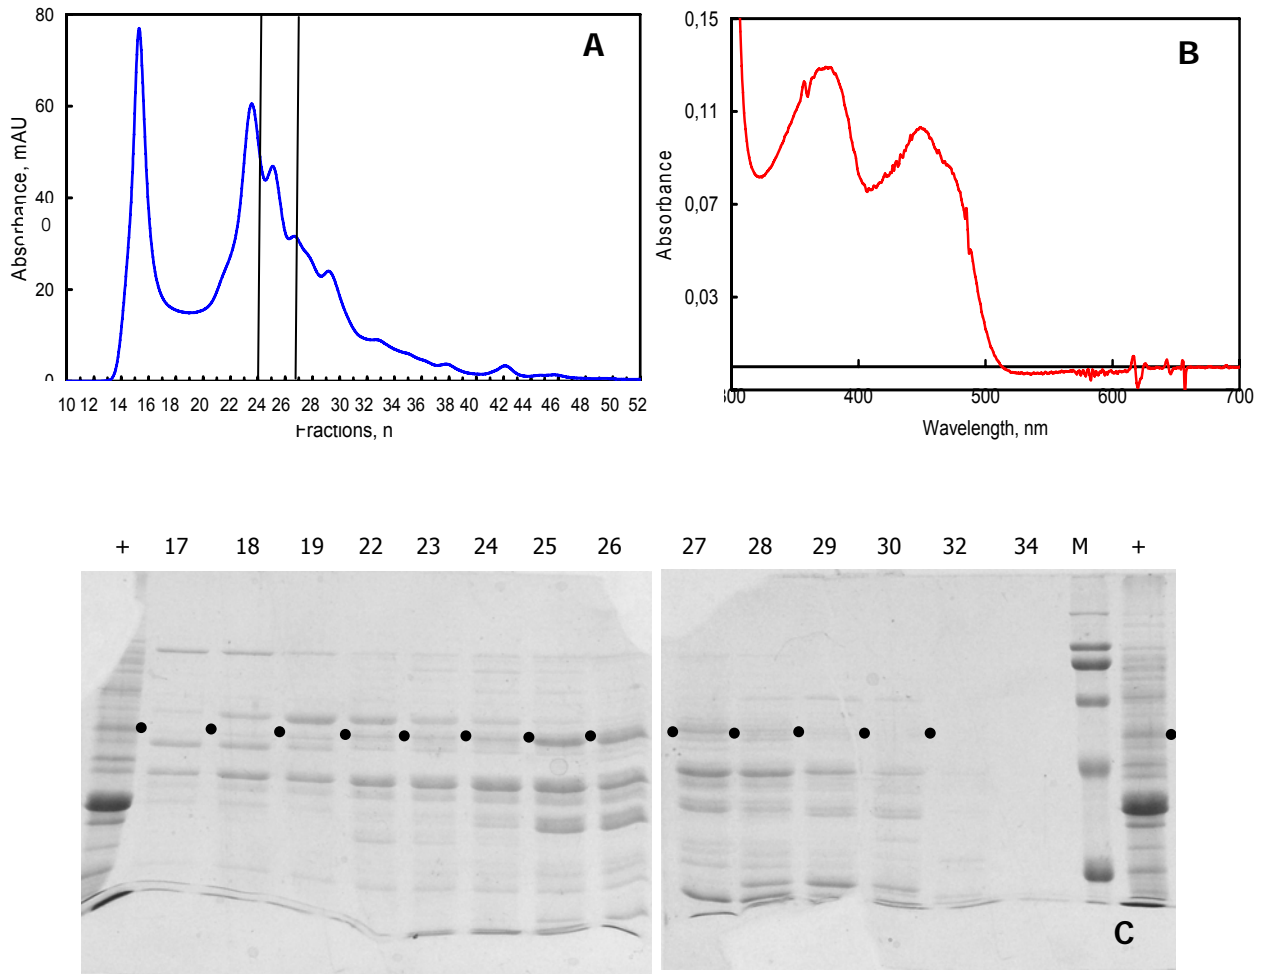 A
80
60
40
0
20
0
Absorbance, mAU
10 12 14 16 18 20 22 24 26 28 30 32 34 36 38 40 42 44 46 48 50 52
Fractions, n
B
0,15
0,11
0,07
0,03
Absorbance
300 400 500 600 700
Wavelength, nm
+ 17 18 19 22 23 24 25 26 27 28 29 30 32 34 M +
C